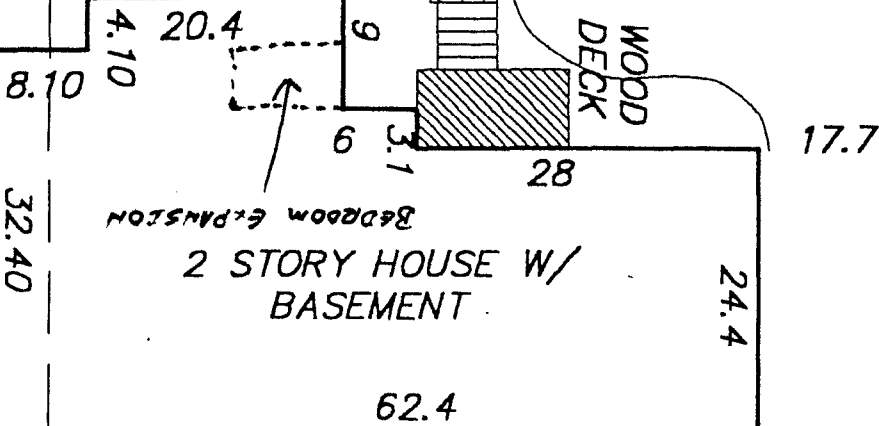 20.4
9
4.10
8.10
WOOD
DECK
6
3.1
17.7
28
32.40
BEDROOM EXPANSION
2 STORY HOUSE W/
BASEMENT
24.4
62.4